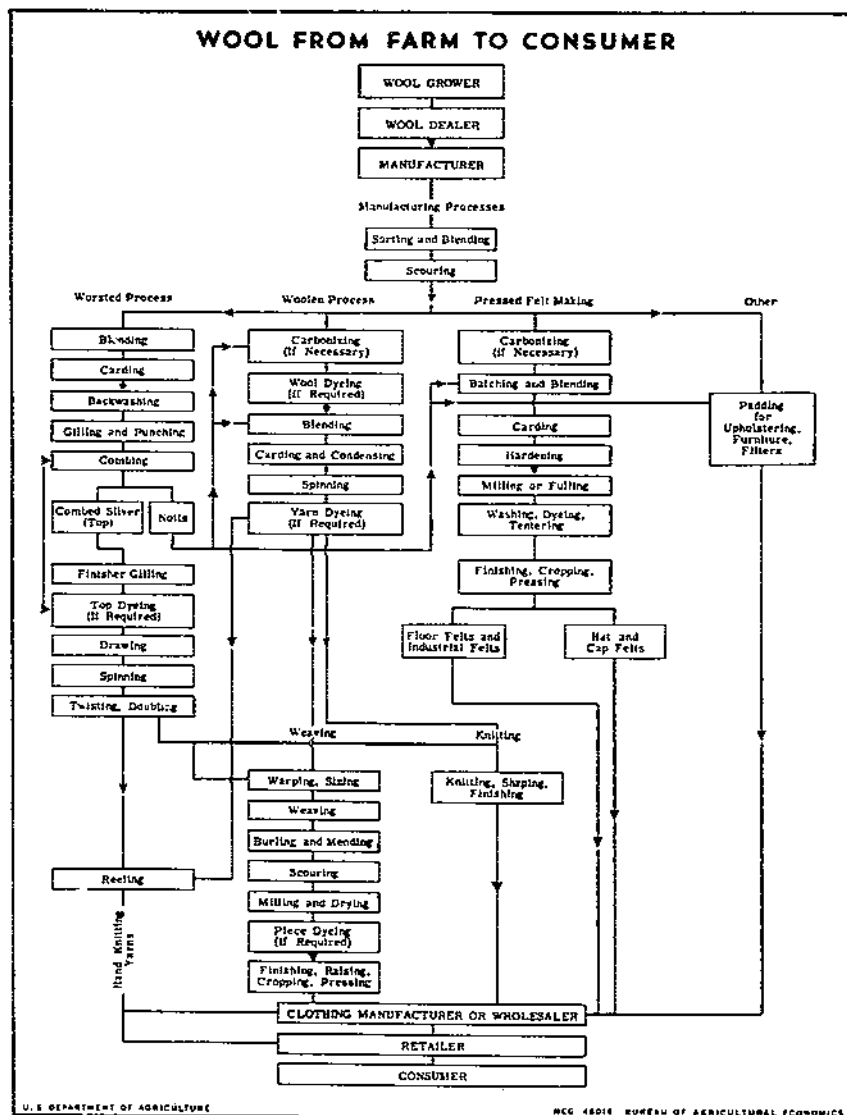 WOOL FROM FARM TO CONSUMER
WOOL GROWER
WOOL DEALER
MANUFACTURER
Manufacturing Processes
Sorting and Blending
Scouring
Worsted Process
Woolen Process
Pressed Felt Making
Other
Blending
Carding
Backwashing
Gilling and Punching
Combing
Combed Sliver
(Top)
Noils
Finisher Gilling
Top Dyeing
(If Required)
Drawing
Spinning
Twisting, Doubling
Reeling
Hand Knitting
Yarns
Carbonizing
(If Necessary)
Wool Dyeing
(If Required)
Blending
Carding and Condensing
Spinning
Yarn Dyeing
(If Required)
Weaving
Warping, Sizing
Weaving
Burling and Mending
Scouring
Milling and Drying
Piece Dyeing
(If Required)
Finishing, Raising,
Cropping, Pressing
Carbonizing
(If Necessary)
Batching and Blending
Carding
Hardening
Milling or Fulling
Washing, Dyeing,
Tentering
Finishing, Cropping,
Pressing
Floor Felts and
Industrial Felts
Hat and
Cap Felts
Knitting
Knitting, Shaping,
Finishing
Padding
for
Upholstering,
Furniture,
Filters
CLOTHING MANUFACTURER OR WHOLESALER
RETAILER
CONSUMER
U. S. DEPARTMENT OF AGRICULTURE
BUREAU OF AGRICULTURAL ECONOMICS